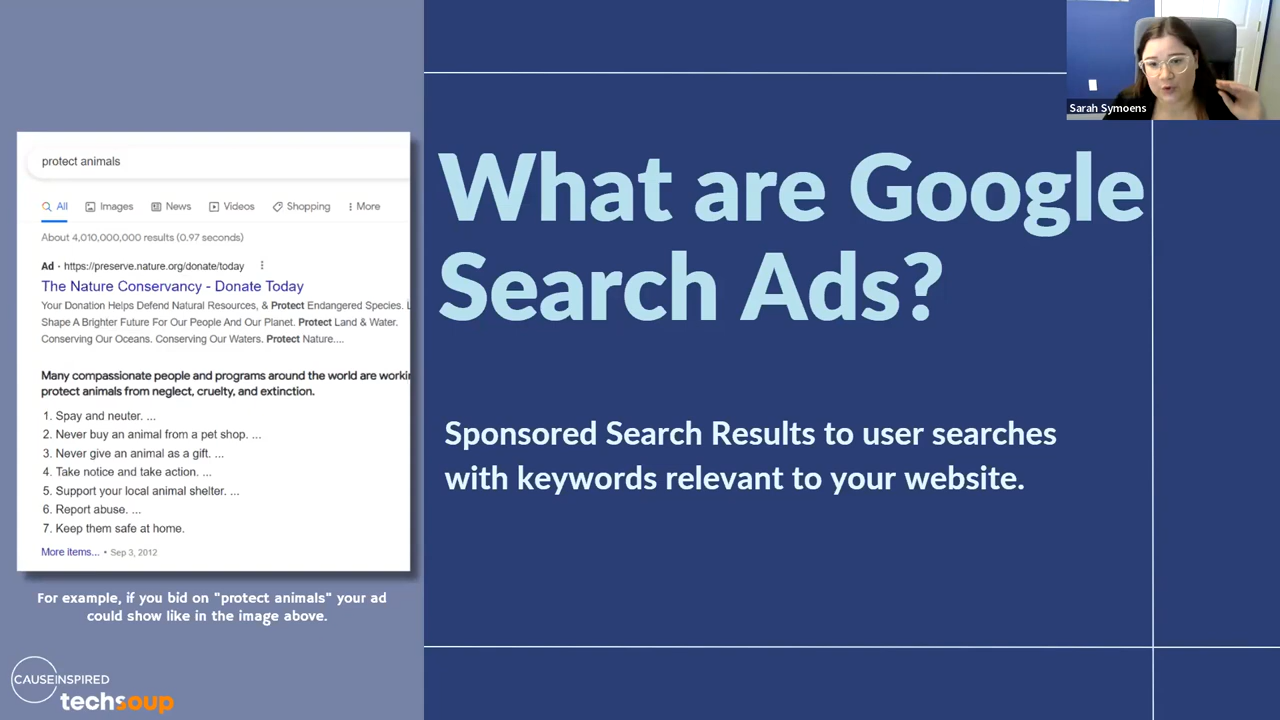 protect animals
All Images News Videos Shopping More
About 4,010,000,000 results (0.97 seconds)
Ad · https://preserve.nature.org/donate/today
The Nature Conservancy - Donate Today
Your Donation Helps Defend Natural Resources, & Protect Endangered Species.
Shape A Brighter Future For Our People And Our Planet. Protect Land & Water.
Conserving Our Oceans. Conserving Our Waters. Protect Nature....
Many compassionate people and programs around the world are
protect animals from neglect, cruelty, and extinction.
1. Spay and neuter. ...
2. Never buy an animal from a pet shop. ...
3. Never give an animal as a gift. ...
4. Take notice and take action. ...
5. Support your local animal shelter. ...
6. Report abuse. ...
7. Keep them safe at home.
More items... • Sep 3, 2012
For example, if you bid on "protect animals" your ad
could show like in the image above.
CAUSEINSPIRED
techsoup
What are Google
Search Ads?
Sponsored Search Results to user searches
with keywords relevant to your website.
Sarah Symoens